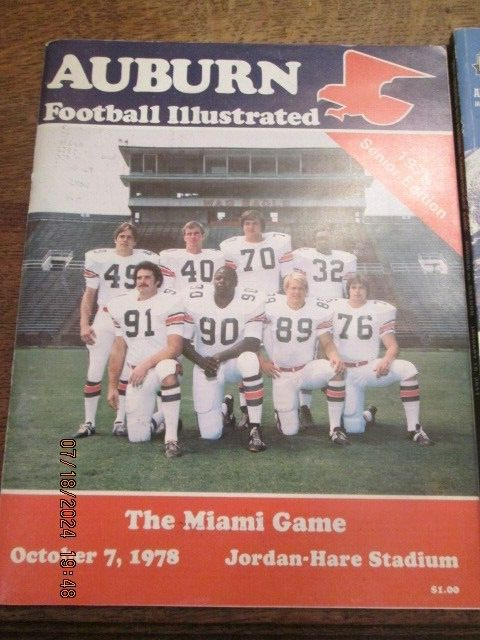 AUBURN
Football Illustrated
1978
Senior Edition
WAR EAGLE
49
40
70
32
91
90
89
76
The Miami Game
October 7, 1978 Jordan-Hare Stadium
$1.00
07/18/2024 19:48